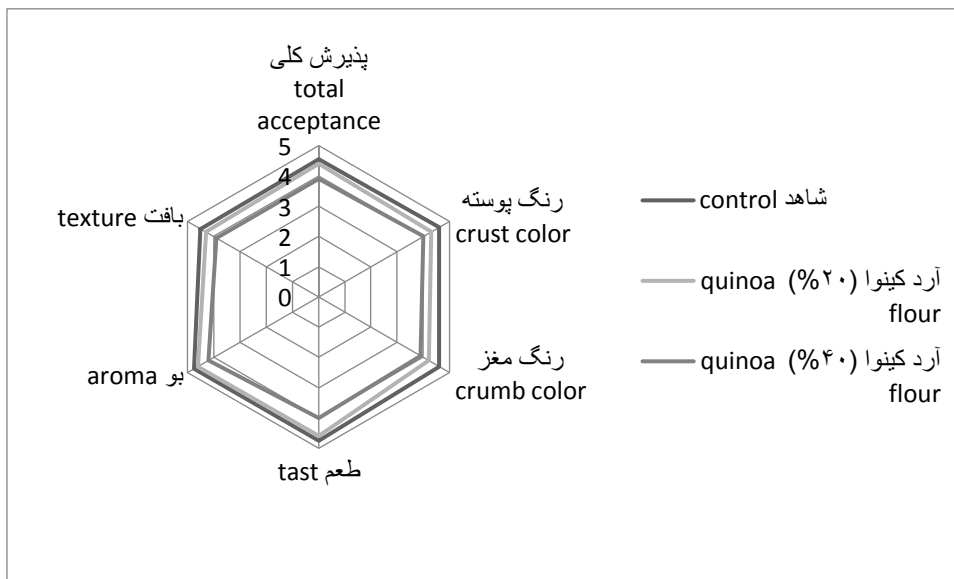 پذیرش کلی
total
acceptance
5
4
3
2
1
0
رنگ پوسته
crust color
رنگ مغز
crumb color
طعم tast
بو aroma
بافت texture
شاهد control
آرد کینوا (%۲۰) quinoa
flour
آرد کینوا (%۴۰) quinoa
flour